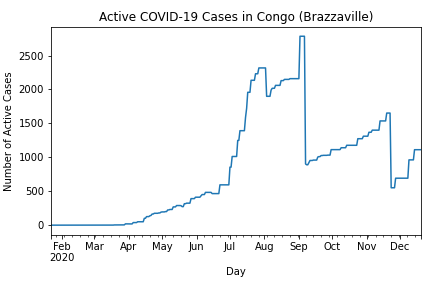 Active COVID-19 Cases in Congo (Brazzaville)
Number of Active Cases
2500
2000
1500
1000
500
0
Feb Mar Apr May Jun Jul Aug Sep Oct Nov Dec
2020
Day